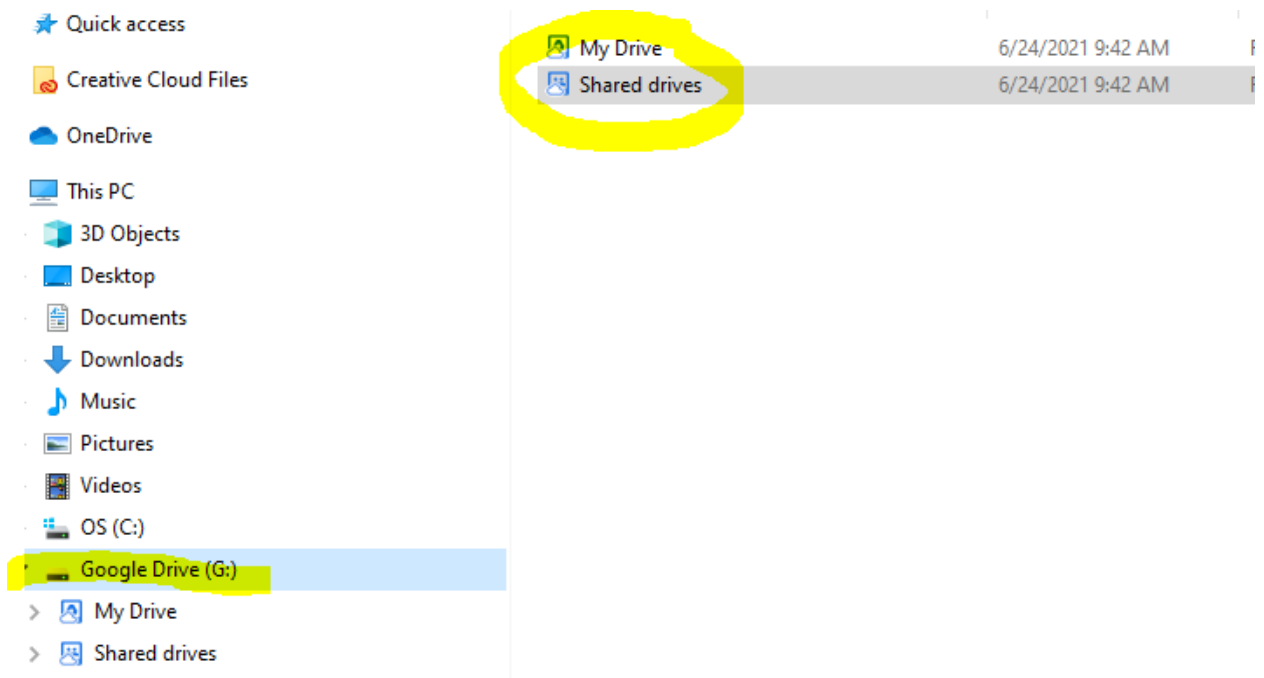 Quick access
Creative Cloud Files
OneDrive
This PC
3D Objects
Desktop
Documents
Downloads
Music
Pictures
Videos
OS (C:)
Google Drive (G:)
My Drive
Shared drives
My Drive 6/24/2021 9:42 AM
Shared drives 6/24/2021 9:42 AM